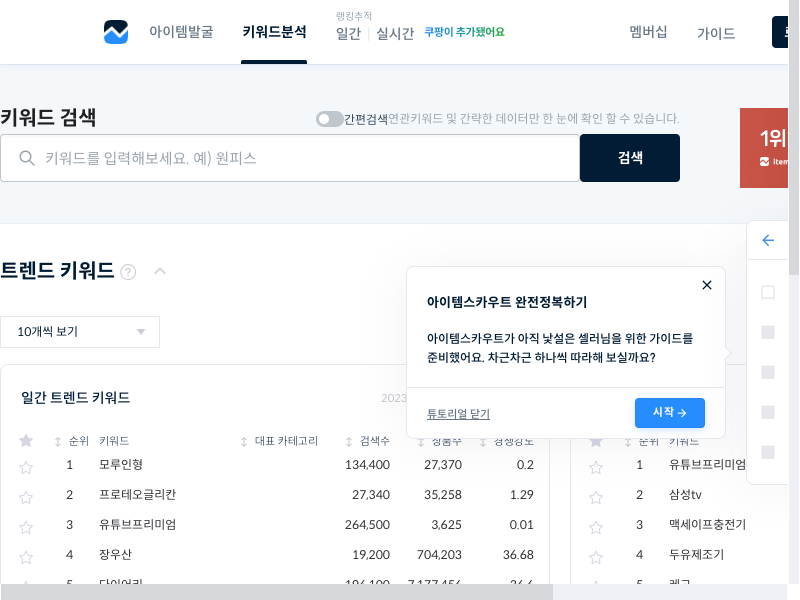 랭킹추적
아이템발굴 키워드분석 일간 실시간 쿠팡이 추가됐어요 멤버십 가이드
키워드 검색
간편검색 연관키워드 및 간략한 데이터만 한 눈에 확인 할 수 있습니다.
키워드를 입력해보세요. 예) 원피스 검색
1위
item
트렌드 키워드 ?
10개씩 보기
아이템스카우트 완전정복하기
아이템스카우트가 아직 낯설은 셀러님을 위한 가이드를
준비했어요. 차근차근 하나씩 따라해 보실까요?
튜토리얼 닫기 시작
일간 트렌드 키워드 2023
순위 키워드 대표 카테고리 검색수 상품수 경쟁강도 순위 키워드
1 모루인형 134,400 27,370 0.2 1 유튜브프리미엄
2 프로테오글리칸 27,340 35,258 1.29 2 삼성tv
3 유튜브프리미엄 264,500 3,625 0.01 3 맥세이프충전기
4 장우산 19,200 704,203 36.68 4 두유제조기
5 다이어리